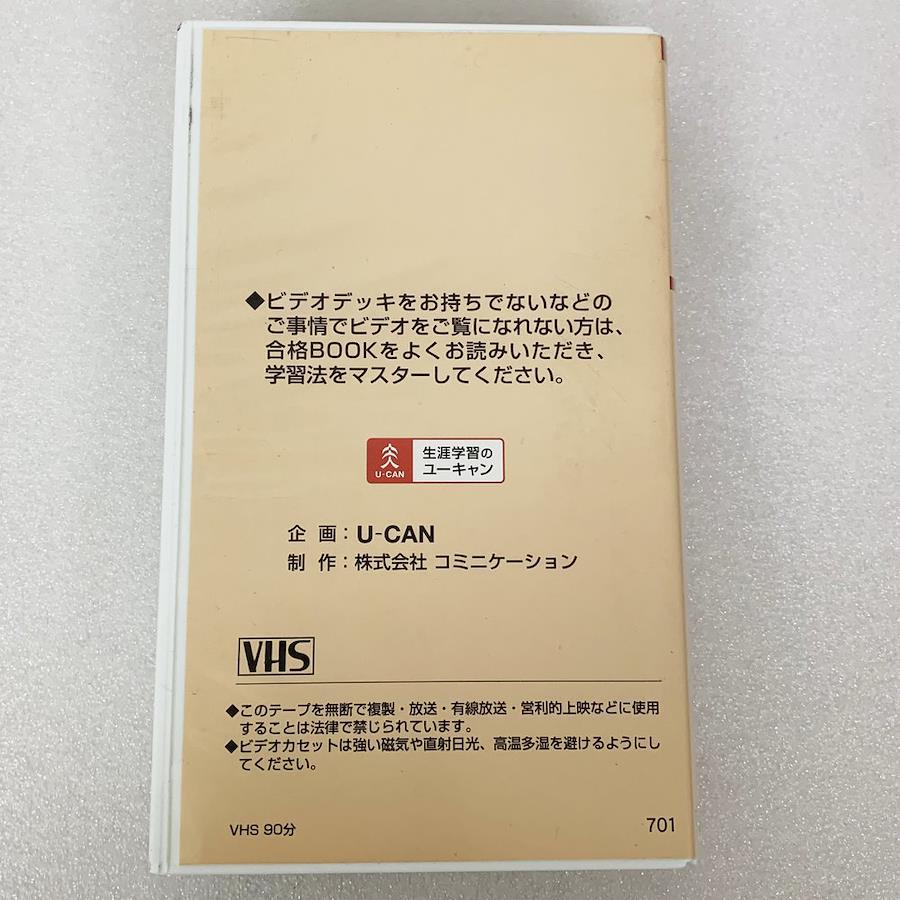 ◆ビデオデッキをお持ちでないなどの
ご事情でビデオをご覧になれない方は、
合格BOOKをよくお読みいただき、
学習法をマスターしてください。
U-CAN
生涯学習の
ユーキャン
企 画：U-CAN
制 作：株式会社 コミニケーション
VHS
◆このテープを無断で複製・放送・有線放送・営利的上映などに使用
することは法律で禁じられています。
◆ビデオカセットは強い磁気や直射日光、高温多湿を避けるようにし
てください。
VHS 90分
701